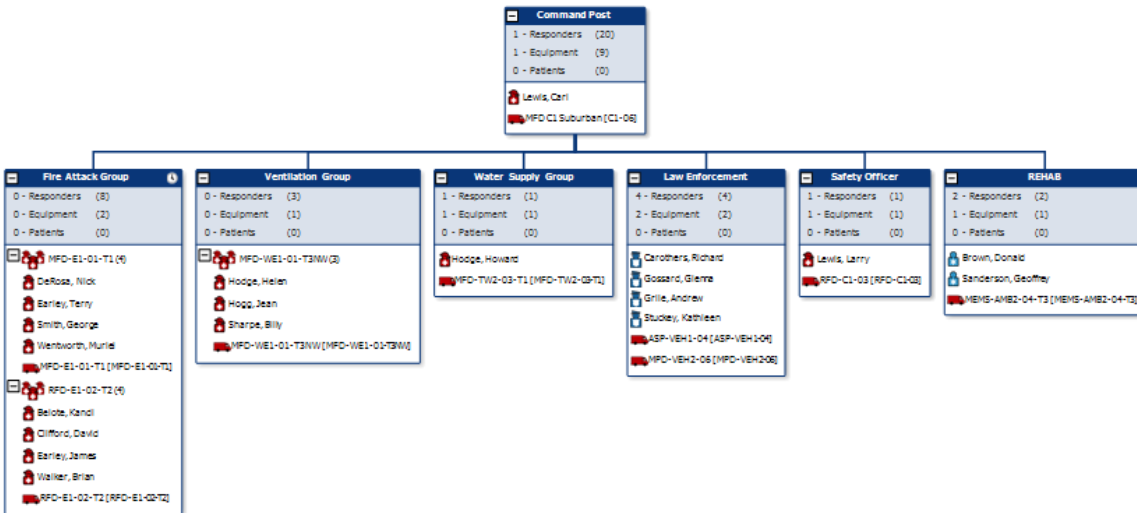 Command Post
1 - Responders (20)
1 - Equipment (9)
0 - Patients (0)
Lewis, Carl
MFD C1 Suburban [C1-06]
Fire Attack Group
0 - Responders (8)
0 - Equipment (2)
0 - Patients (0)
MFD-E1-01-T1 (4)
DeRosa, Nick
Earley, Terry
Smith, George
Wentworth, Muriel
MFD-E1-01-T1 [MFD-E1-01-T1]
RFD-E1-02-T2 (4)
Belote, Kandi
Clifford, David
Earley, James
Walker, Brian
RFD-E1-02-T2 [RFD-E1-02-T2]
Ventilation Group
0 - Responders (3)
0 - Equipment (1)
0 - Patients (0)
MFD-WE1-01-T3NW (3)
Hodge, Helen
Hogg, Jean
Sharpe, Billy
MFD-WE1-01-T3NW [MFD-WE1-01-T3NW]
Water Supply Group
1 - Responders (1)
1 - Equipment (1)
0 - Patients (0)
Hodge, Howard
MFD-TW2-03-T1 [MFD-TW2-03-T1]
Law Enforcement
4 - Responders (4)
2 - Equipment (2)
0 - Patients (0)
Carothers, Richard
Gossard, Glenna
Grile, Andrew
Stuckey, Kathleen
ASP-VEH1-04 [ASP-VEH1-04]
MPD-VEH2-06 [MPD-VEH2-06]
Safety Officer
1 - Responders (1)
1 - Equipment (1)
0 - Patients (0)
Lewis, Larry
RFD-C1-03 [RFD-C1-03]
REHAB
2 - Responders (2)
1 - Equipment (1)
0 - Patients (0)
Brown, Donald
Sanderson, Geoffrey
MEMS-AMB2-04-T3 [MEMS-AMB2-04-T3]